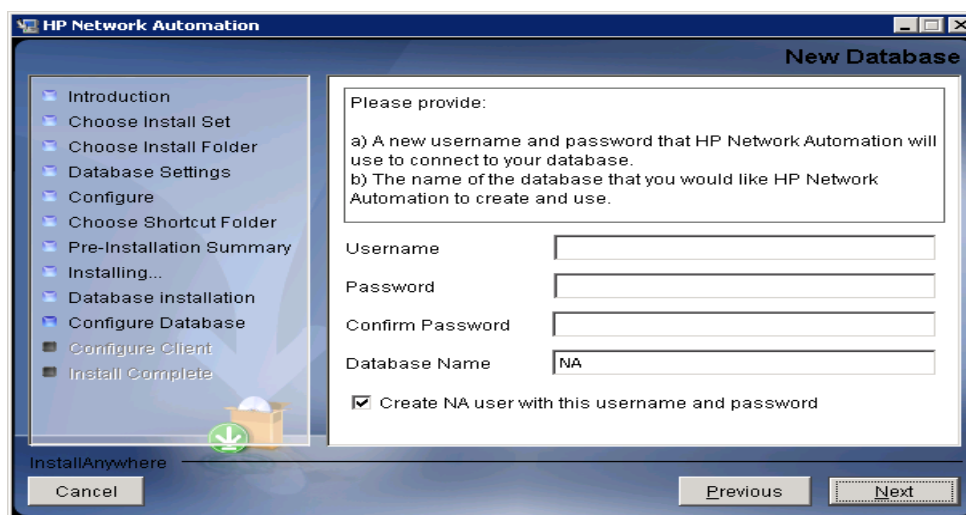 HP Network Automation
New Database
Introduction
Choose Install Set
Choose Install Folder
Database Settings
Configure
Choose Shortcut Folder
Pre-Installation Summary
Installing...
Database installation
Configure Database
Configure Client
Install Complete
Please provide:
a) A new username and password that HP Network Automation will
use to connect to your database.
b) The name of the database that you would like HP Network
Automation to create and use.
Username
Password
Confirm Password
Database Name
NA
Create NA user with this username and password
InstallAnywhere
Cancel
Previous
Next